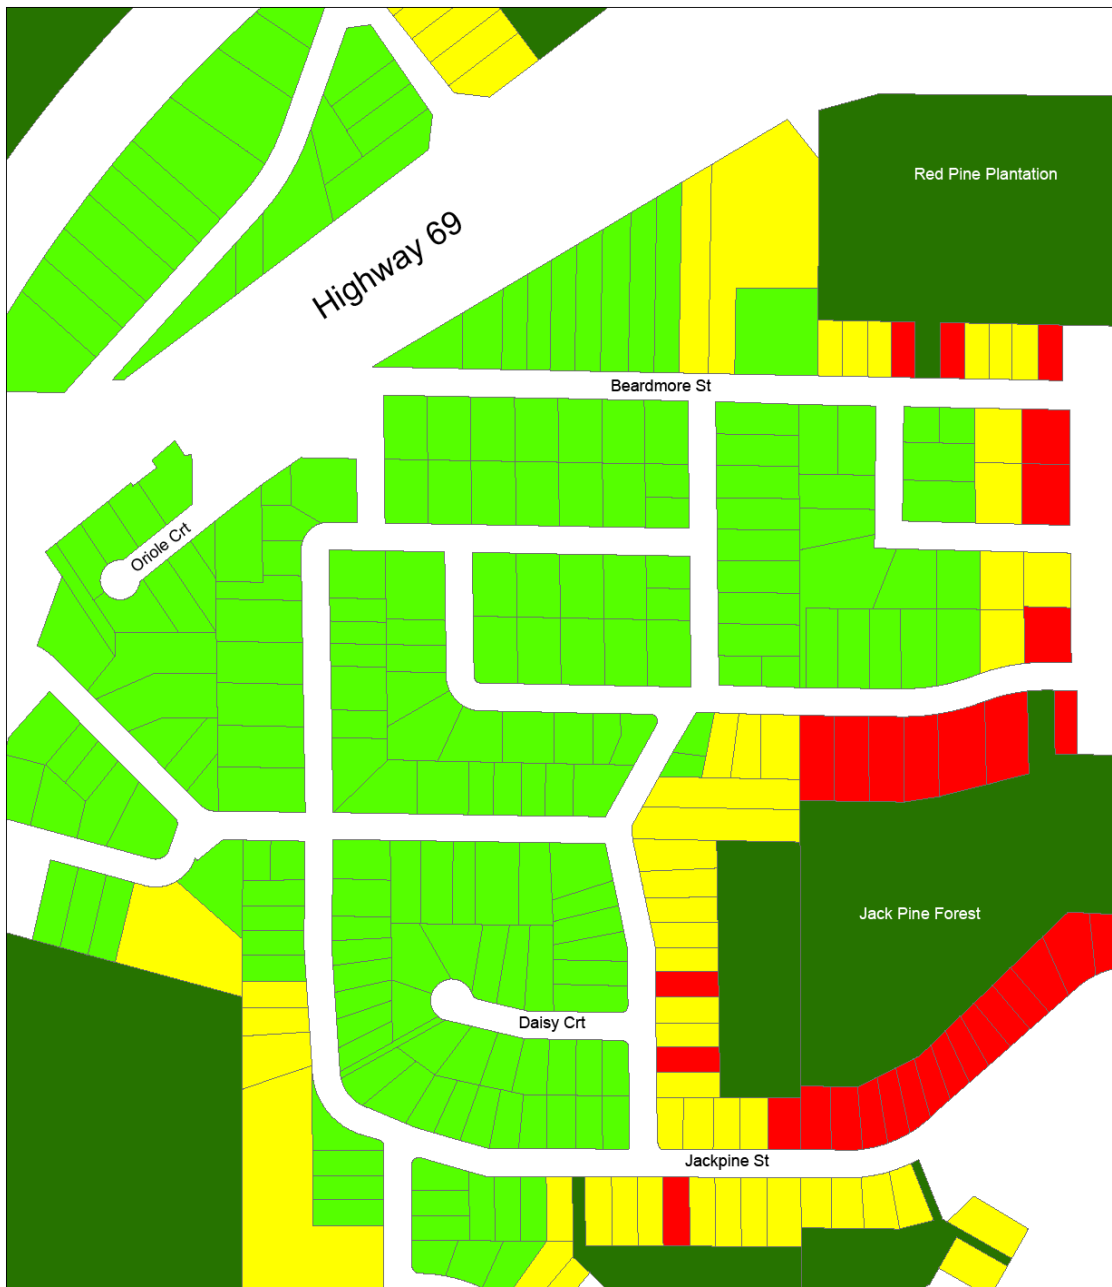 Red Pine Plantation
Highway 69
Beardmore St
Oriole Crt
Jack Pine Forest
Daisy Crt
Jackpine St